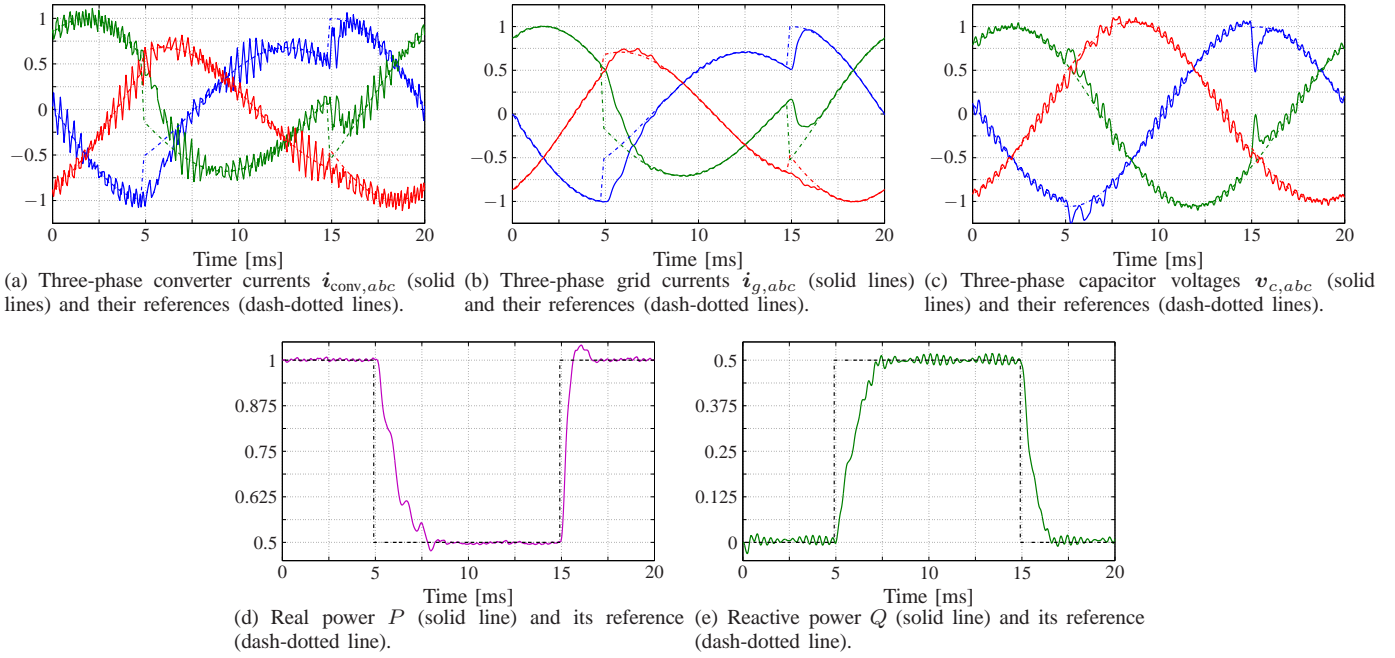 1
0.5
0
−0.5
−1
0 5 10 15 20
Time [ms]
(a) Three-phase converter currents i_conv,abc (solid
lines) and their references (dash-dotted lines).
1
0.5
0
−0.5
−1
0 5 10 15 20
Time [ms]
(b) Three-phase grid currents i_g,abc (solid lines)
and their references (dash-dotted lines).
1
0.5
0
−0.5
−1
0 5 10 15 20
Time [ms]
(c) Three-phase capacitor voltages v_c,abc (solid
lines) and their references (dash-dotted lines).
1
0.875
0.75
0.625
0.5
0 5 10 15 20
Time [ms]
(d) Real power P (solid line) and its reference
(dash-dotted line).
0.5
0.375
0.25
0.125
0
0 5 10 15 20
Time [ms]
(e) Reactive power Q (solid line) and its reference
(dash-dotted line).